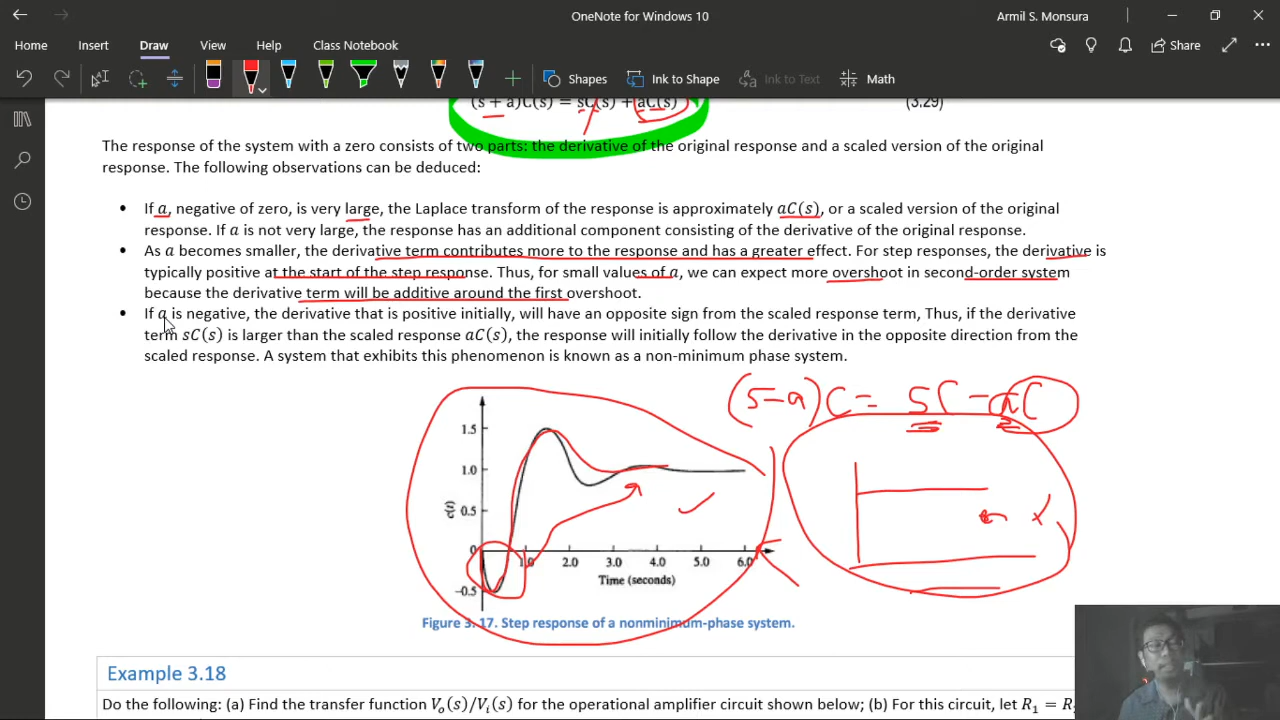 OneNote for Windows 10
Armil S. Monsura
Home Insert Draw View Help Class Notebook
Share
Shapes Ink to Shape Ink to Text Math
(s + a)C(s) = sC(s) + aC(s) (3.29)
The response of the system with a zero consists of two parts: the derivative of the original response and a scaled version of the original
response. The following observations can be deduced:
• If a, negative of zero, is very large, the Laplace transform of the response is approximately aC(s), or a scaled version of the original
response. If a is not very large, the response has an additional component consisting of the derivative of the original response.
• As a becomes smaller, the derivative term contributes more to the response and has a greater effect. For step responses, the derivative is
typically positive at the start of the step response. Thus, for small values of a, we can expect more overshoot in second-order system
because the derivative term will be additive around the first overshoot.
• If a is negative, the derivative that is positive initially, will have an opposite sign from the scaled response term, Thus, if the derivative
term sC(s) is larger than the scaled response aC(s), the response will initially follow the derivative in the opposite direction from the
scaled response. A system that exhibits this phenomenon is known as a non-minimum phase system.
(s-a)C = sC - aC
1.5
1.0
0.5
0
-0.5
c(t)
1.0 2.0 3.0 4.0 5.0 6.0
Time (seconds)
Figure 3.17. Step response of a nonminimum-phase system.
Example 3.18
Do the following: (a) Find the transfer function Vo(s)/Vi(s) for the operational amplifier circuit shown below; (b) For this circuit, let R1 = R